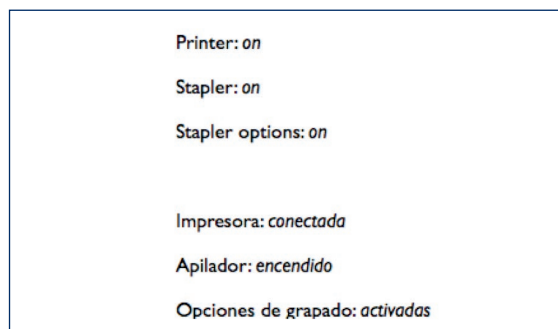 Printer: on
Stapler: on
Stapler options: on
Impresora: conectada
Apilador: encendido
Opciones de grapado: activadas